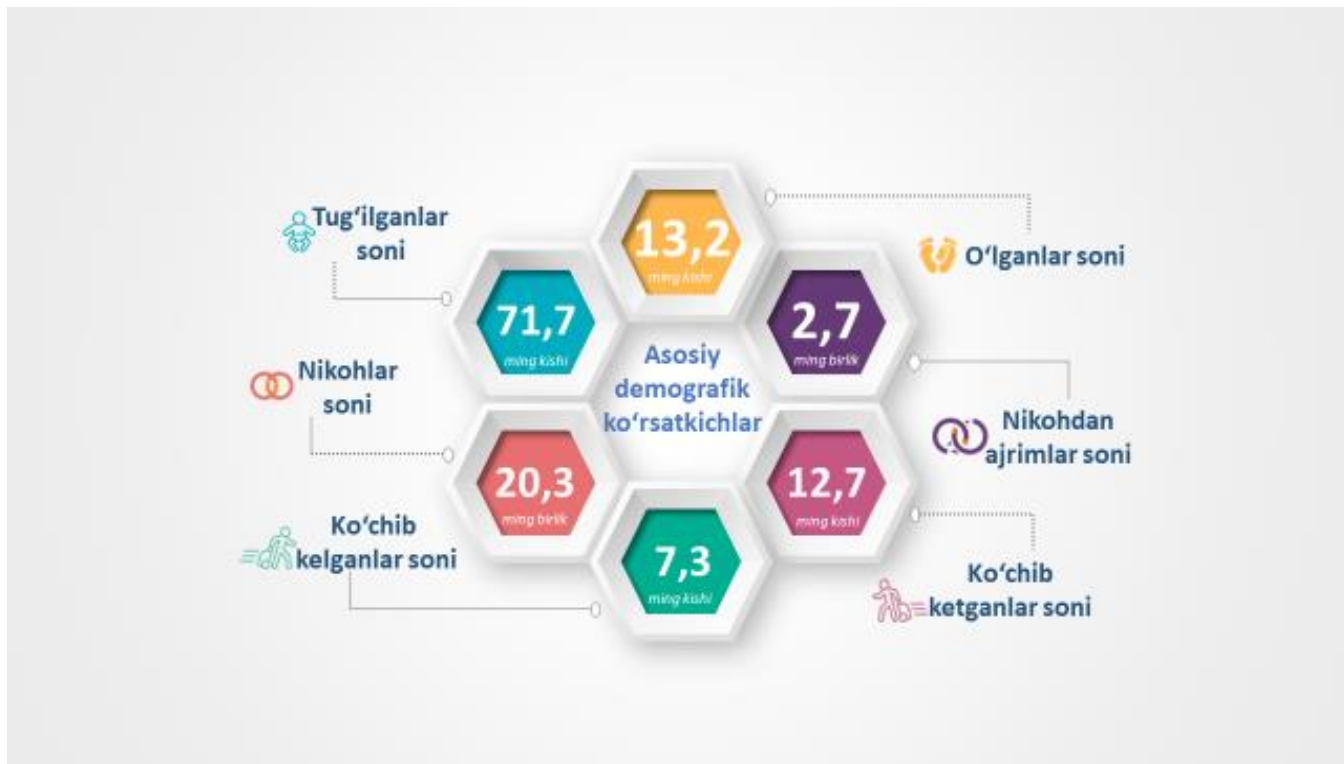 Tug‘ilganlar
soni
71,7
ming kishi
13,2
ming kishi
O‘lganlar soni
2,7
ming birlik
Nikohdan
ajrimlar soni
Asosiy
demografik
ko‘rsatkichlar
Nikohlar
soni
20,3
ming birlik
12,7
ming kishi
Ko‘chib
ketganlar soni
Ko‘chib
kelganlar soni
7,3
ming kishi